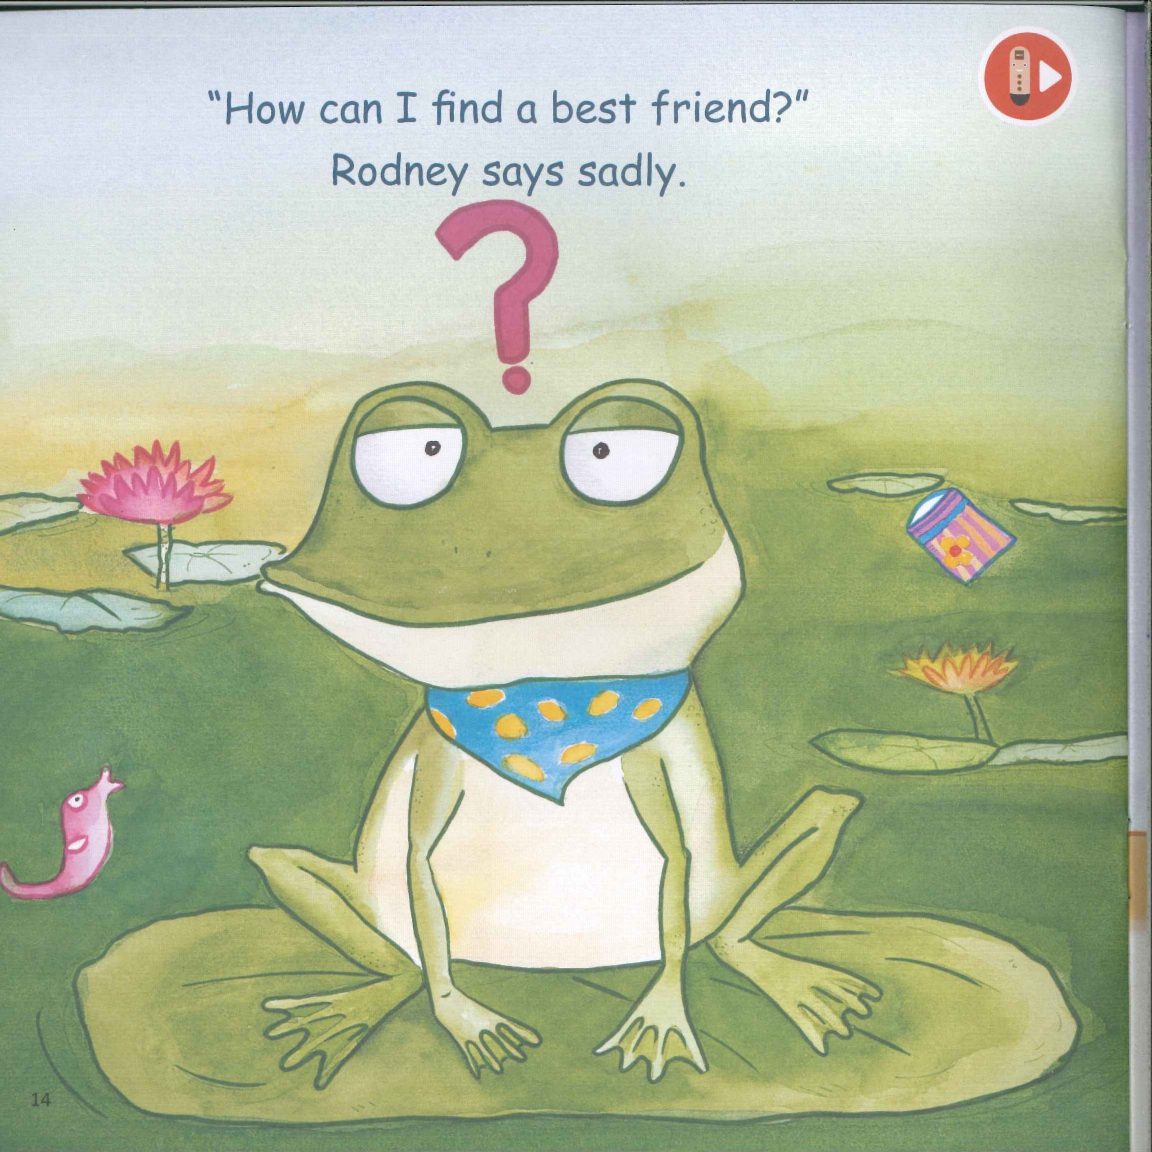 “How can I find a best friend?”
Rodney says sadly.
?
14